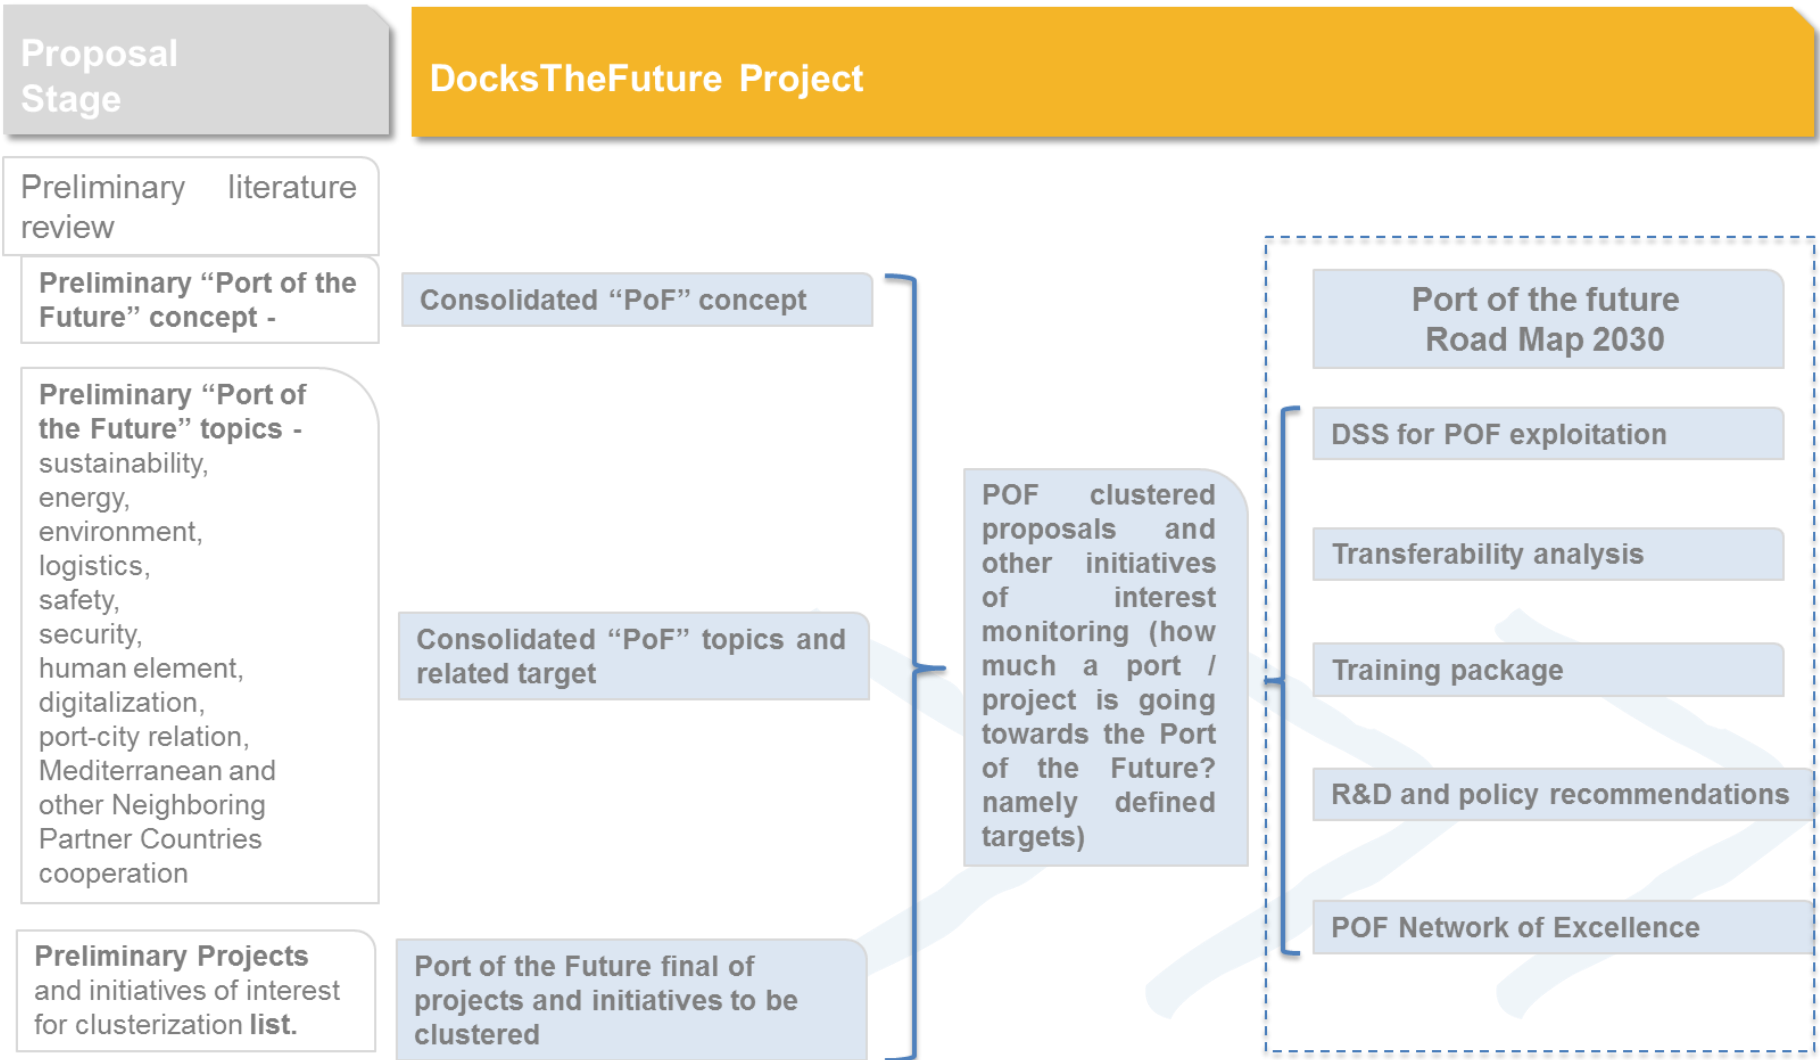 Proposal
Stage
DocksTheFuture Project
Preliminary literature
review
Preliminary “Port of the
Future” concept -
Preliminary “Port of
the Future” topics -
sustainability,
energy,
environment,
logistics,
safety,
security,
human element,
digitalization,
port-city relation,
Mediterranean and
other Neighboring
Partner Countries
cooperation
Preliminary Projects
and initiatives of interest
for clusterization list.
Consolidated “PoF” concept
Consolidated “PoF” topics and
related target
Port of the Future final of
projects and initiatives to be
clustered
POF clustered
proposals and
other initiatives
of interest
monitoring (how
much a port /
project is going
towards the Port
of the Future?
namely defined
targets)
Port of the future
Road Map 2030
DSS for POF exploitation
Transferability analysis
Training package
R&D and policy recommendations
POF Network of Excellence